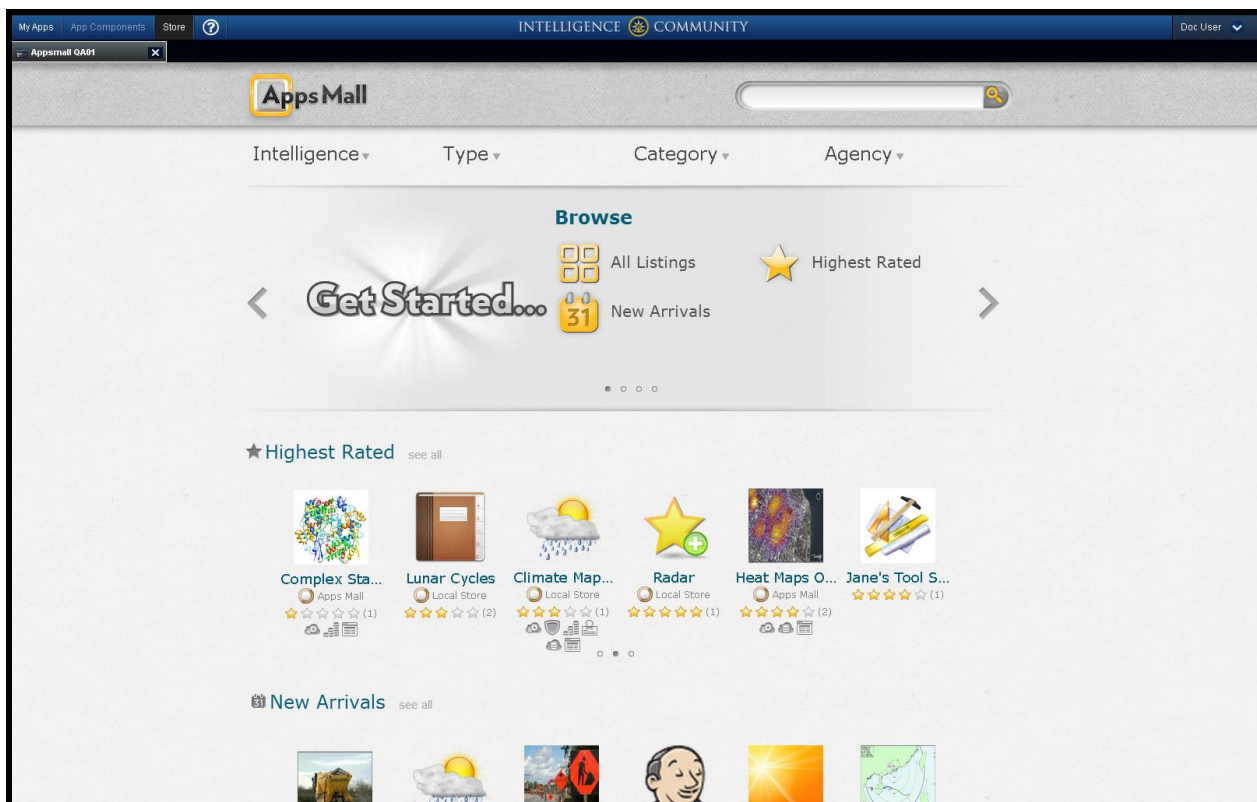 My Apps App Components Store ? INTELLIGENCE COMMUNITY Doc User
Appsmall QA01
Apps Mall
Intelligence Type Category Agency
Browse
All Listings Highest Rated
Get Started...
31 New Arrivals
Highest Rated see all
Complex Sta... Lunar Cycles Climate Map... Radar Heat Maps O... Jane's Tool S...
Apps Mall Local Store Local Store Local Store Apps Mall
(1) (2) (1) (1) (2) (1)
31 New Arrivals see all